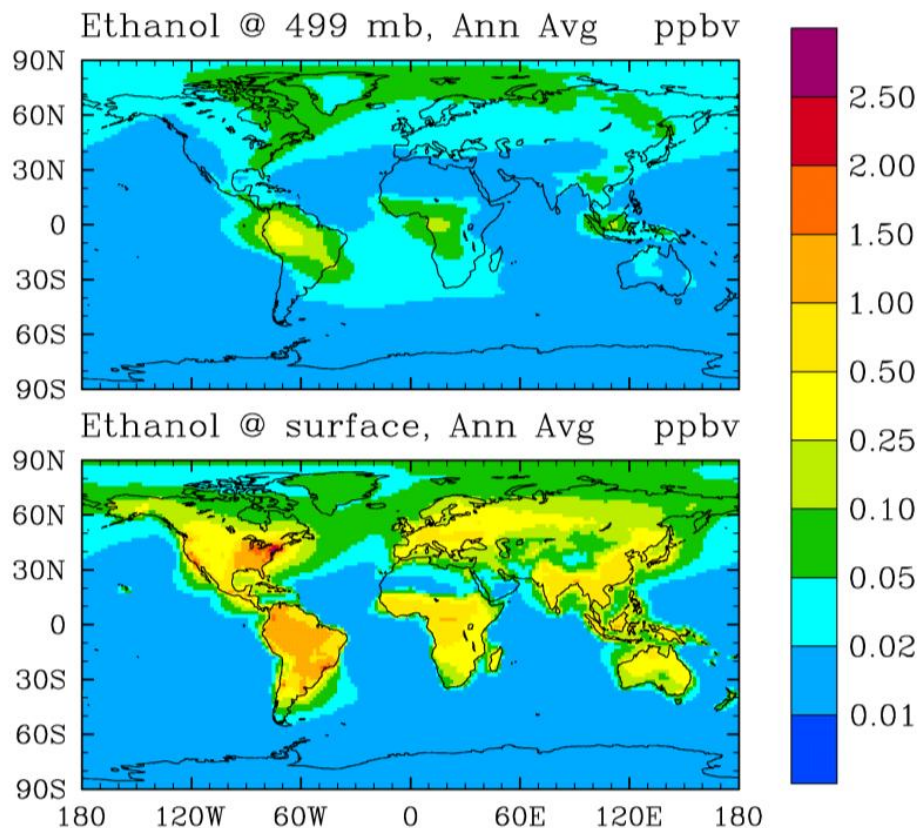 Ethanol @ 499 mb, Ann Avg ppbv
90N
60N
30N
0
30S
60S
90S
Ethanol @ surface, Ann Avg ppbv
90N
60N
30N
0
30S
60S
90S
180 120W 60W 0 60E 120E 180
2.50
2.00
1.50
1.00
0.50
0.25
0.10
0.05
0.02
0.01